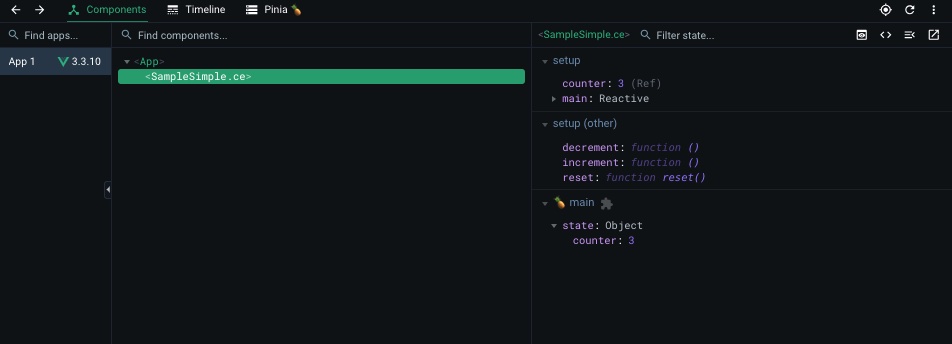 Components Timeline Pinia 🍍
Find apps... Find components... <SampleSimple.ce> Filter state...
App 1 3.3.10
<App>
<SampleSimple.ce>
setup
counter: 3 (Ref)
main: Reactive
setup (other)
decrement: function ()
increment: function ()
reset: function reset()
🍍 main
state: Object
counter: 3